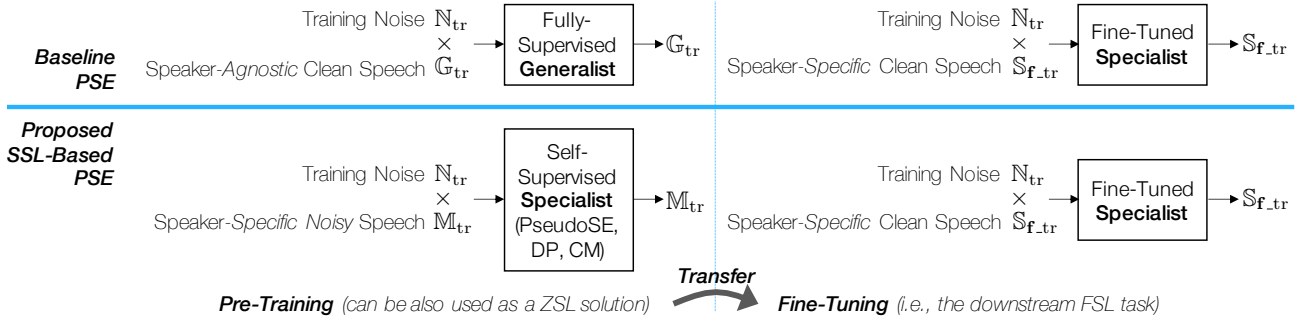 Baseline
PSE
Training Noise ℕtr
×
Speaker-Agnostic Clean Speech 𝔾tr
Fully-
Supervised
Generalist
𝔾tr
Training Noise ℕtr
×
Speaker-Specific Clean Speech 𝕊f_tr
Fine-Tuned
Specialist
𝕊f_tr
Proposed
SSL-Based
PSE
Training Noise ℕtr
×
Speaker-Specific Noisy Speech 𝕄tr
Self-
Supervised
Specialist
(PseudoSE,
DP, CM)
𝕄tr
Training Noise ℕtr
×
Speaker-Specific Clean Speech 𝕊f_tr
Fine-Tuned
Specialist
𝕊f_tr
Transfer
Pre-Training (can be also used as a ZSL solution)
Fine-Tuning (i.e., the downstream FSL task)